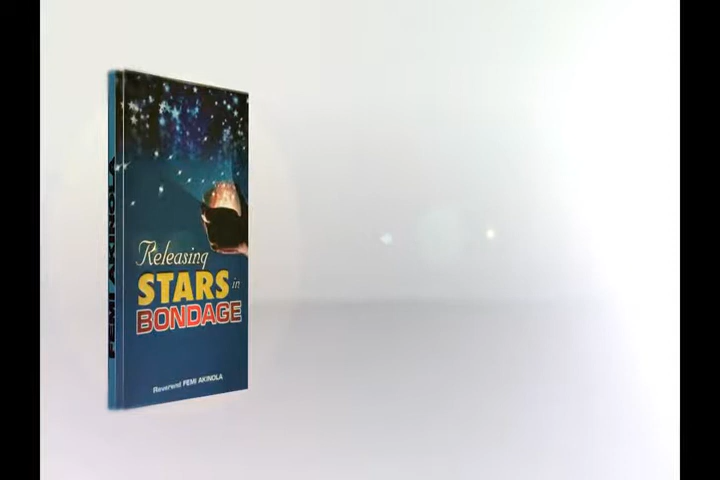 FEMI AKINOLA
Releasing
STARS in
BONDAGE
Reverend FEMI AKINOLA